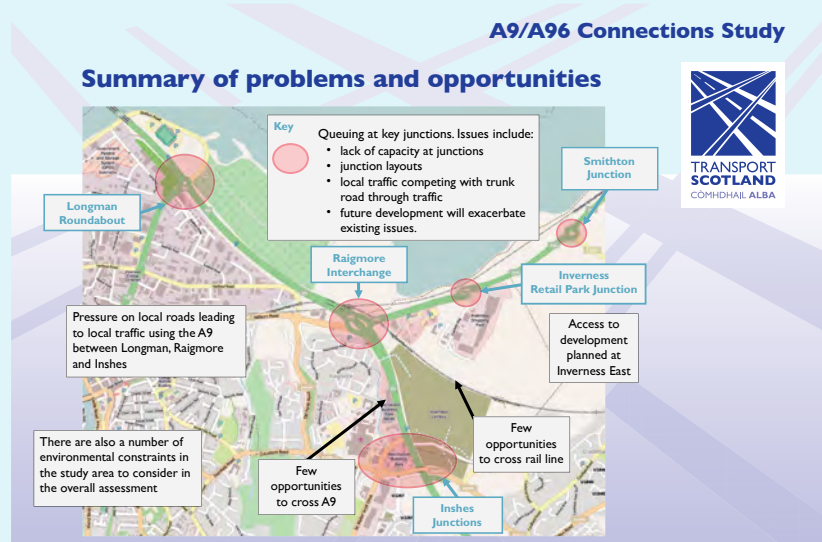 A9/A96 Connections Study
Summary of problems and opportunities
TRANSPORT
SCOTLAND
CÒMHDHAIL ALBA
Key
Queuing at key junctions. Issues include:
• lack of capacity at junctions
• junction layouts
• local traffic competing with trunk
road through traffic
• future development will exacerbate
existing issues.
Smithton
Junction
Longman
Roundabout
Raigmore
Interchange
Inverness
Retail Park Junction
Pressure on local roads leading
to local traffic using the A9
between Longman, Raigmore
and Inshes
Access to
development
planned at
Inverness East
There are also a number of
environmental constraints in
the study area to consider in
the overall assessment
Few
opportunities
to cross A9
Few
opportunities
to cross rail line
Inshes
Junctions